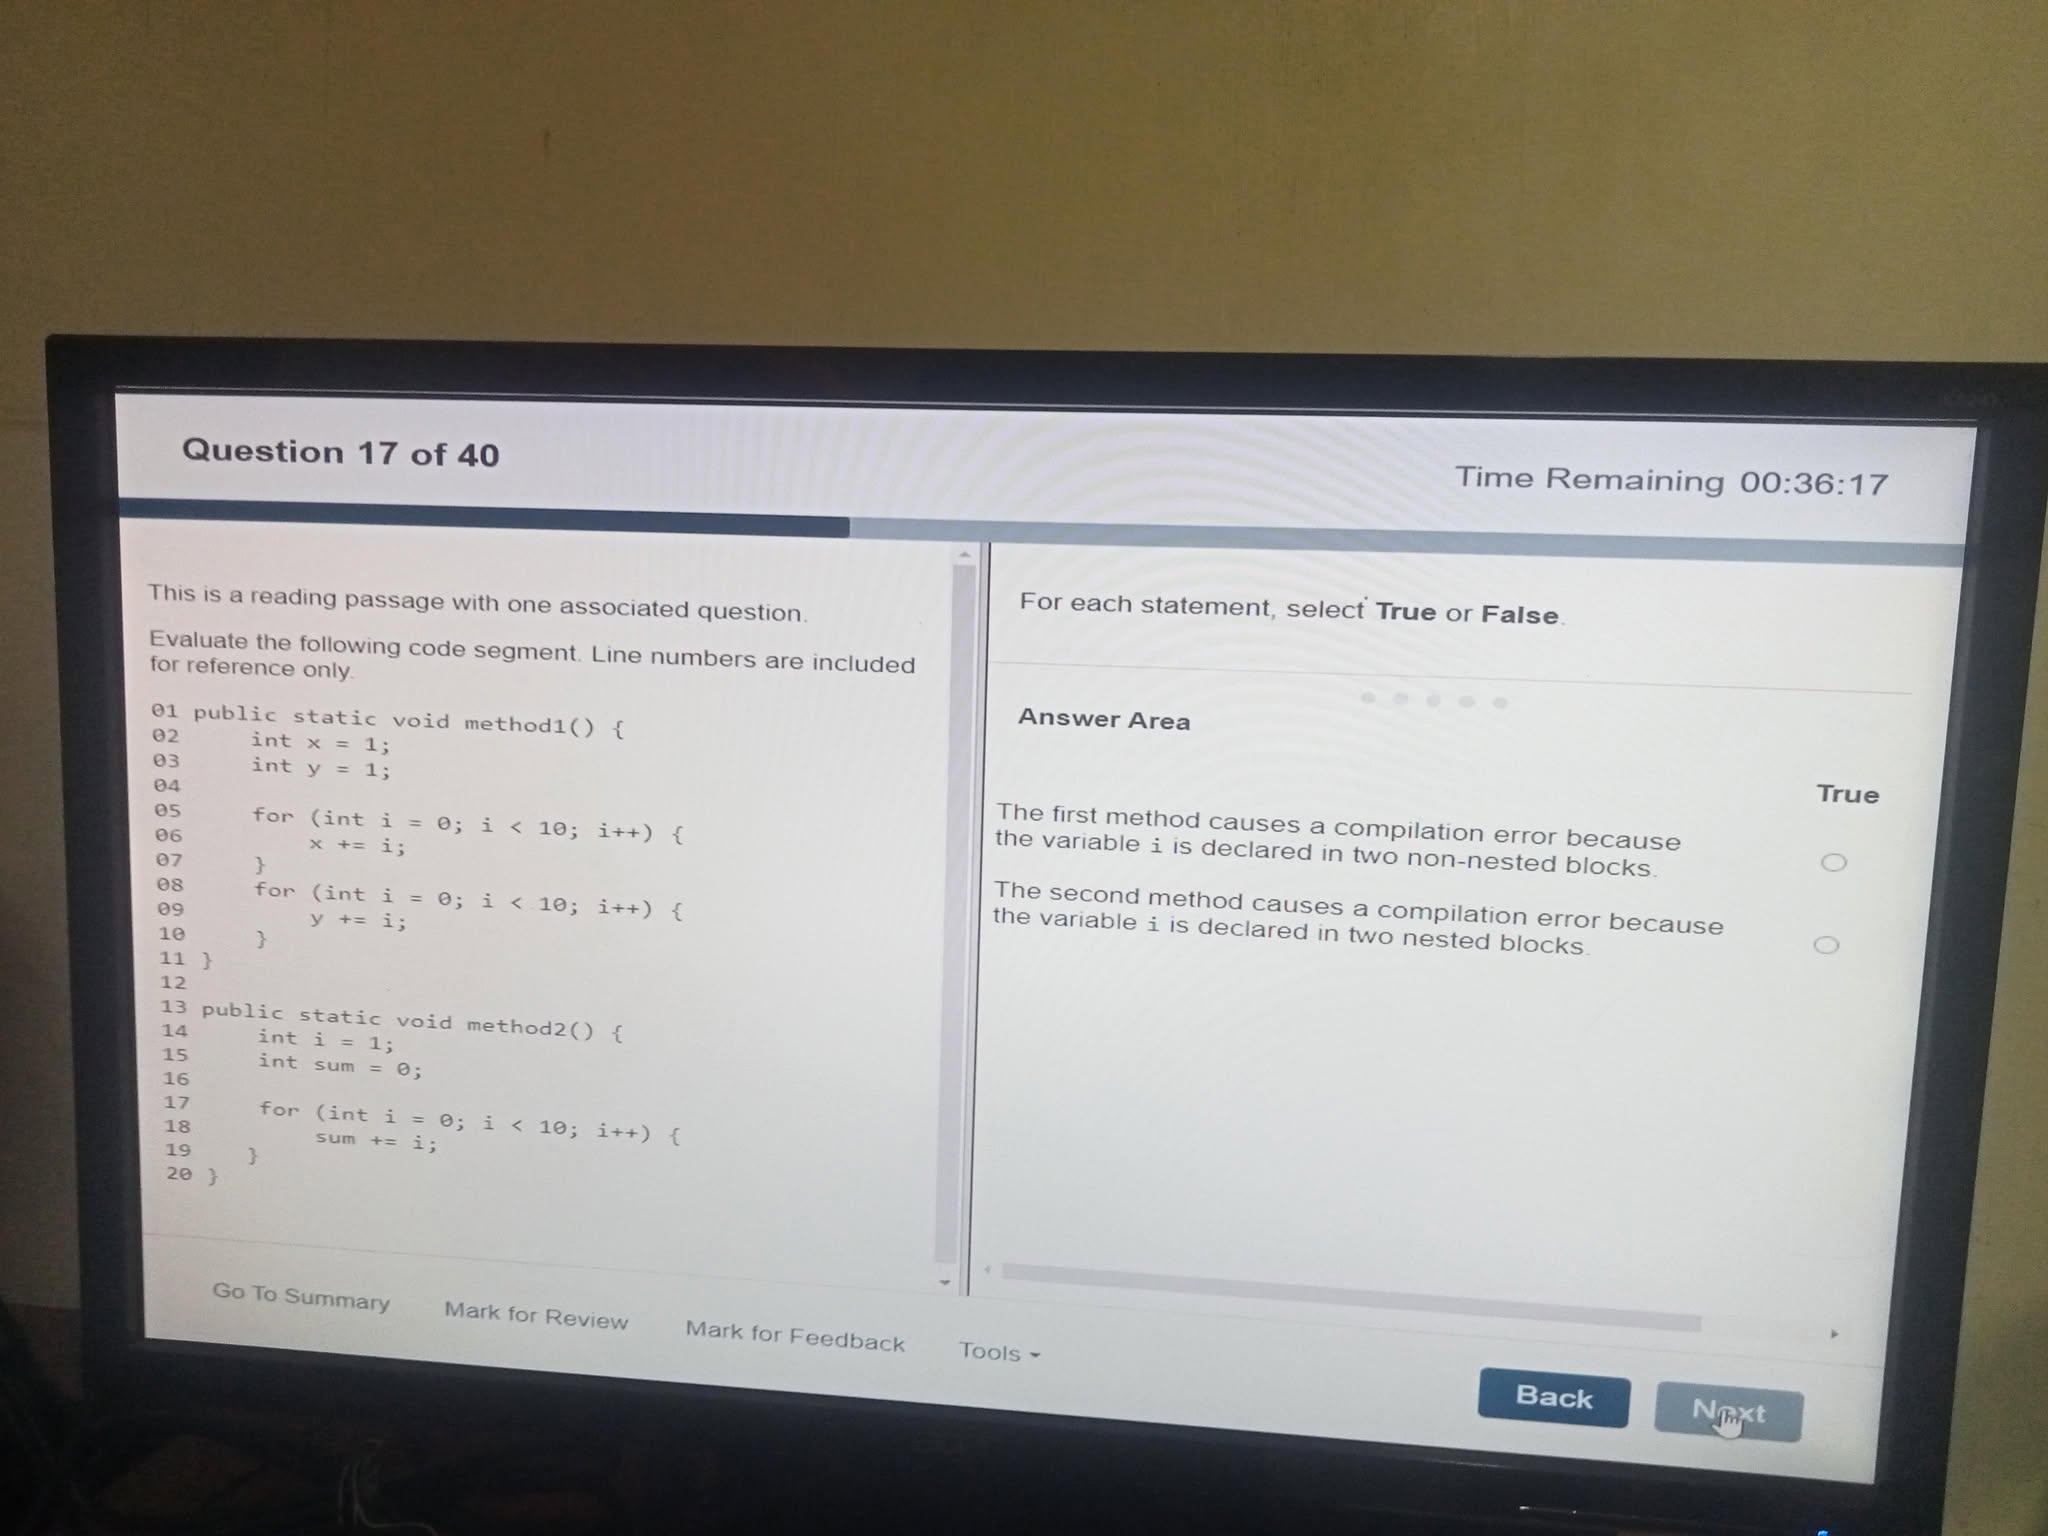 Question 17 of 40
Time Remaining 00:36:17
This is a reading passage with one associated question.
Evaluate the following code segment. Line numbers are included
for reference only.
01 public static void method1() {
02 int x = 1;
03 int y = 1;
04
05 for (int i = 0; i < 10; i++) {
06 x += i;
07 }
08 for (int i = 0; i < 10; i++) {
09 y += i;
10 }
11 }
12
13 public static void method2() {
14 int i = 1;
15 int sum = 0;
16
17 for (int i = 0; i < 10; i++) {
18 sum += i;
19 }
20 }
For each statement, select True or False.
Answer Area
True
The first method causes a compilation error because
the variable i is declared in two non-nested blocks.
The second method causes a compilation error because
the variable i is declared in two nested blocks.
Go To Summary
Mark for Review
Mark for Feedback
Tools
Back
Next